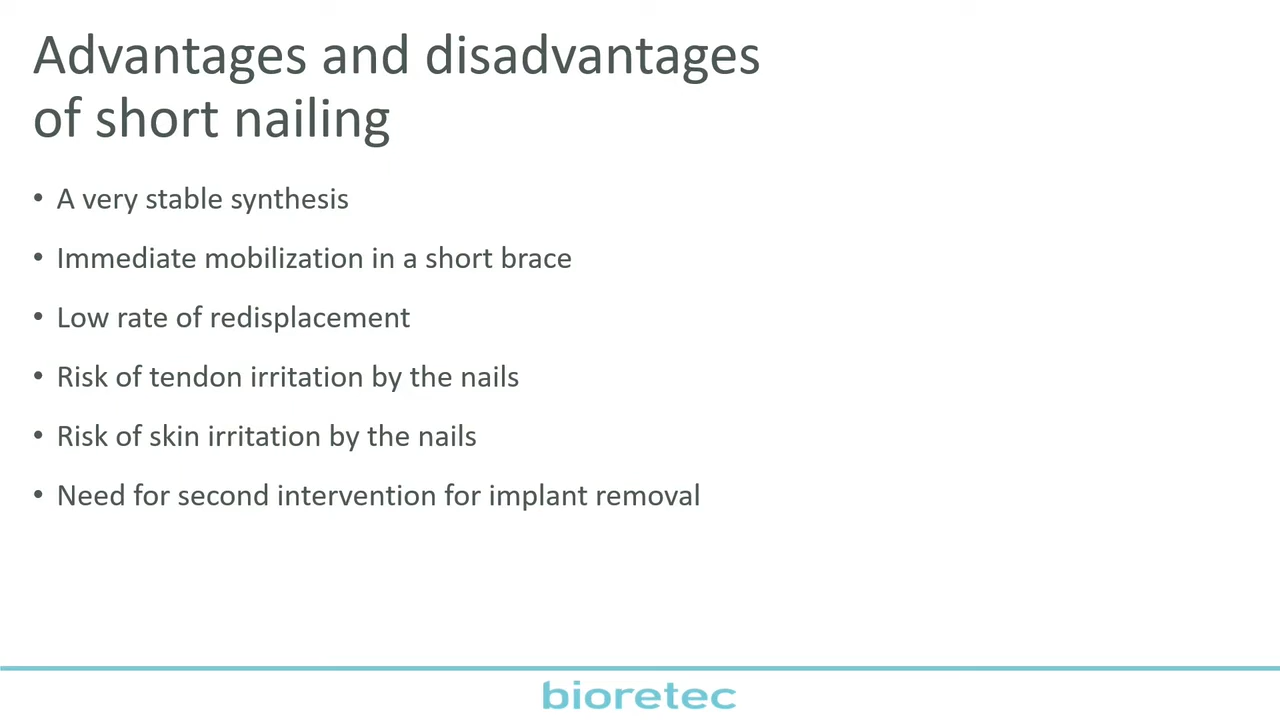 Advantages and disadvantages
of short nailing
• A very stable synthesis
• Immediate mobilization in a short brace
• Low rate of redisplacement
• Risk of tendon irritation by the nails
• Risk of skin irritation by the nails
• Need for second intervention for implant removal
bioretec